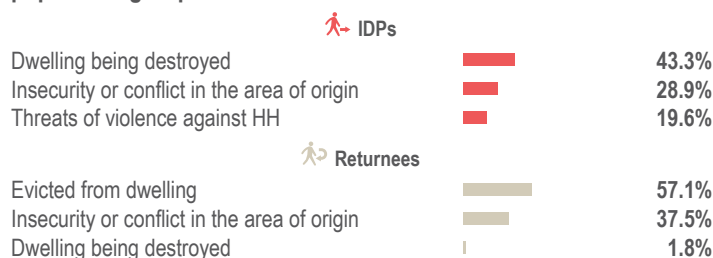 IDPs
Dwelling being destroyed 43.3%
Insecurity or conflict in the area of origin 28.9%
Threats of violence against HH 19.6%
Returnees
Evicted from dwelling 57.1%
Insecurity or conflict in the area of origin 37.5%
Dwelling being destroyed 1.8%